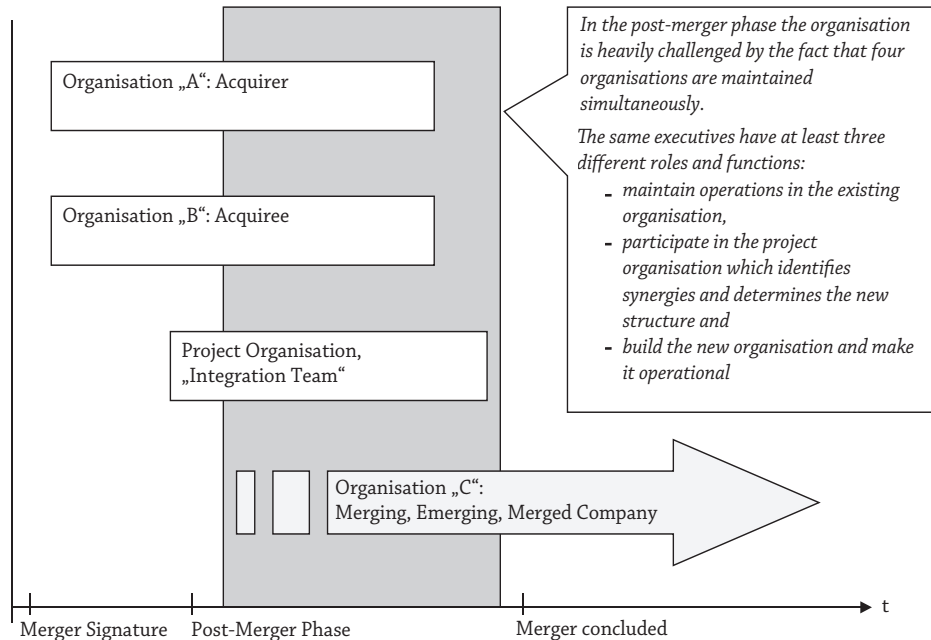 Organisation „A“: Acquirer
Organisation „B“: Acquiree
Project Organisation,
„Integration Team“
Organisation „C“:
Merging, Emerging, Merged Company
In the post-merger phase the organisation
is heavily challenged by the fact that four
organisations are maintained
simultaneously.
The same executives have at least three
different roles and functions:
- maintain operations in the existing
organisation,
- participate in the project
organisation which identifies
synergies and determines the new
structure and
- build the new organisation and make
it operational
t
Merger Signature
Post-Merger Phase
Merger concluded